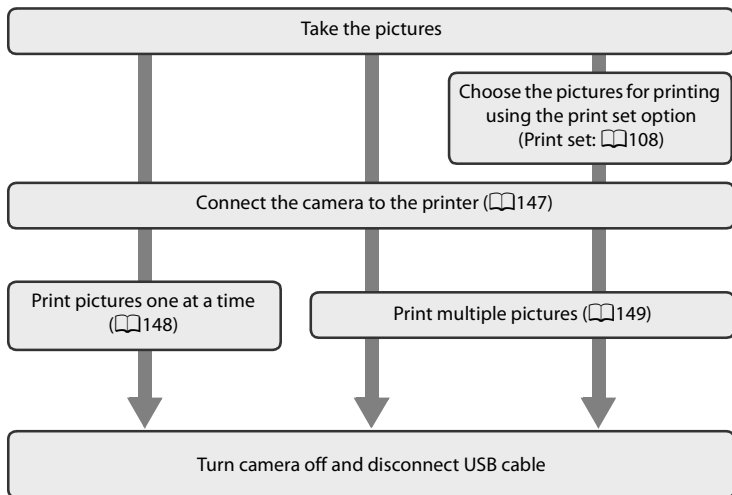 Take the pictures
Choose the pictures for printing
using the print set option
(Print set: 📖108)
Connect the camera to the printer (📖147)
Print pictures one at a time
(📖148)
Print multiple pictures (📖149)
Turn camera off and disconnect USB cable